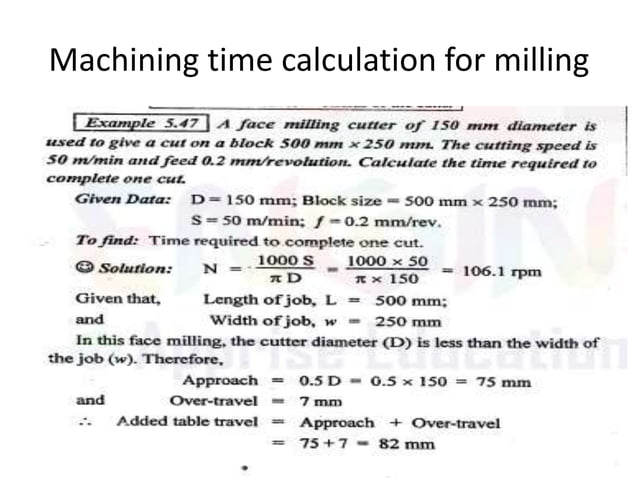 Machining time calculation for milling
Example 5.47 A face milling cutter of 150 mm diameter is
used to give a cut on a block 500 mm × 250 mm. The cutting speed is
50 m/min and feed 0.2 mm/revolution. Calculate the time required to
complete one cut.
Given Data: D = 150 mm; Block size = 500 mm × 250 mm;
S = 50 m/min; f = 0.2 mm/rev.
To find: Time required to complete one cut.
☺ Solution: N = 1000 S / π D = 1000 × 50 / π × 150 = 106.1 rpm
Given that, Length of job, L = 500 mm;
and Width of job, w = 250 mm
In this face milling, the cutter diameter (D) is less than the width of
the job (w). Therefore,
Approach = 0.5 D = 0.5 × 150 = 75 mm
and Over-travel = 7 mm
∴ Added table travel = Approach + Over-travel
= 75 + 7 = 82 mm